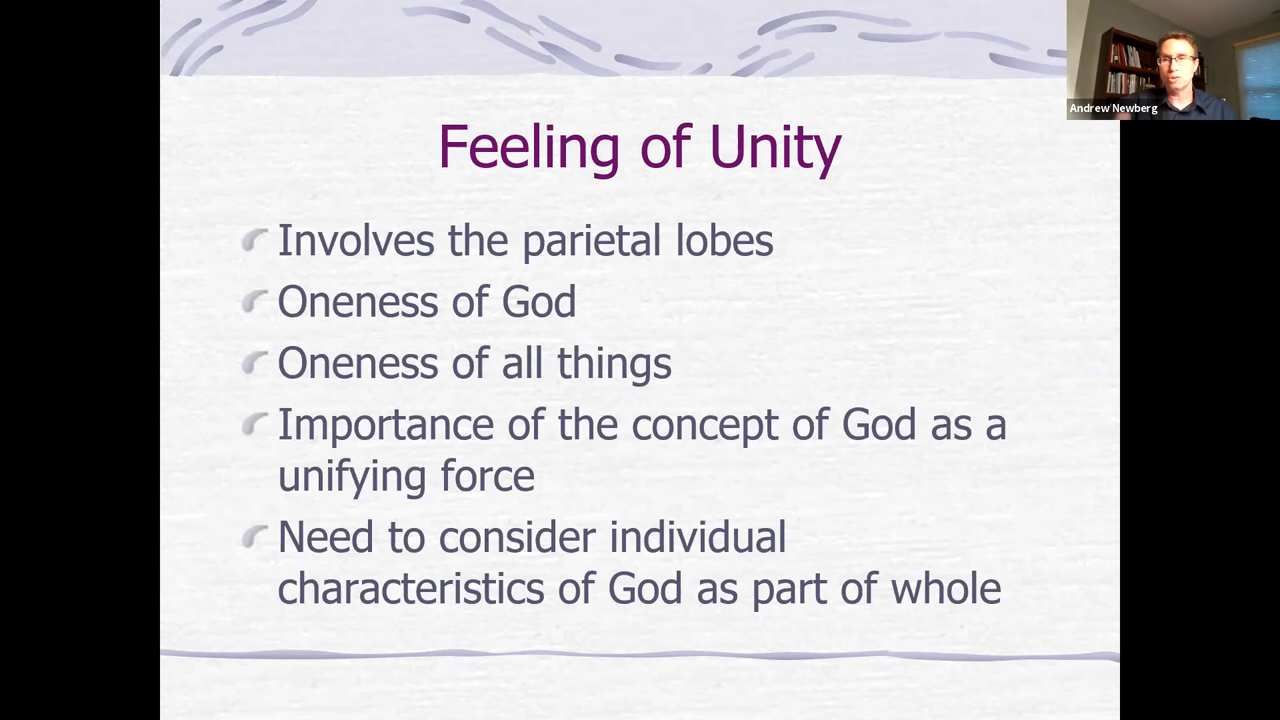 Andrew Newberg
Feeling of Unity
Involves the parietal lobes
Oneness of God
Oneness of all things
Importance of the concept of God as a
unifying force
Need to consider individual
characteristics of God as part of whole